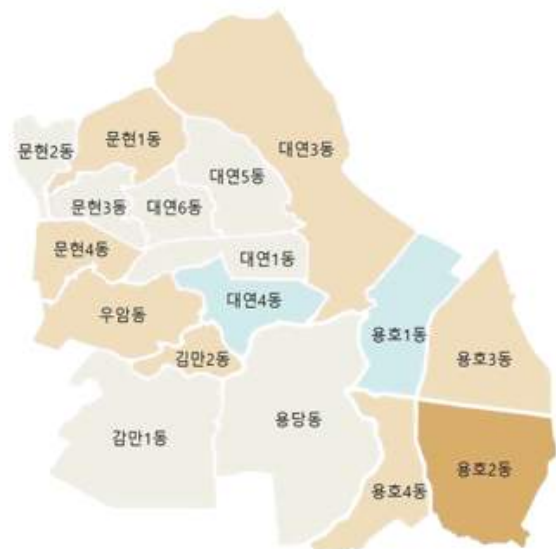 문현1동
문현2동
대연3동
대연5동
문현3동
대연6동
문현4동
대연1동
대연4동
우암동
용호1동
김만2동
용호3동
용당동
감만1동
용호2동
용호4동